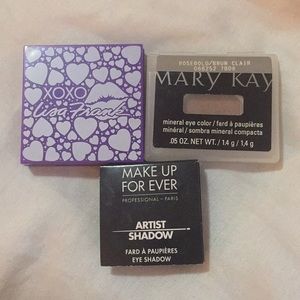 XOXO
Lisa Frank
ROSEGOLD/BRUN CLAIR
MARY KAY
mineral eye color / fard à paupières
minéral / sombra mineral compacta
.05 OZ. NET WT. / 1,4 g / 1,4 g
MAKE UP
FOR EVER
PROFESSIONAL – PARIS
ARTIST
SHADOW
FARD À PAUPIÈRES
EYE SHADOW